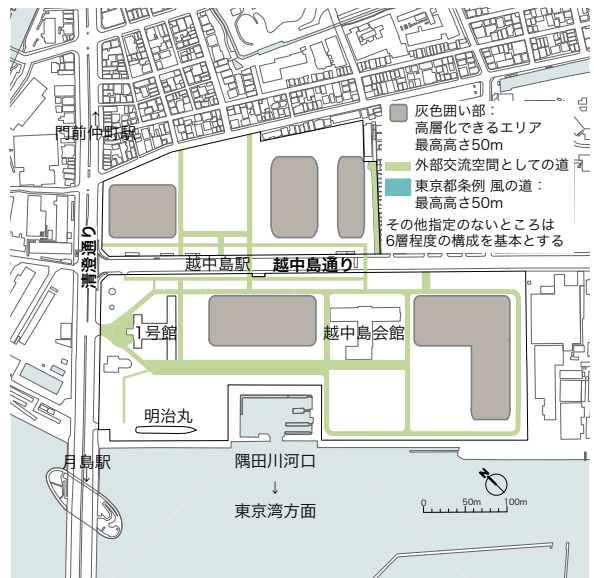 門前仲町駅
灰色囲い部：
高層化できるエリア
最高高さ50m
外部交流空間としての道
東京都条例 風の道：
最高高さ50m
その他指定のないところは
6層程度の構成を基本とする
清澄通り
越中島駅
越中島通り
1号館
越中島会館
明治丸
月島駅
隅田川河口
↓
東京湾方面
N
0 50m 100m